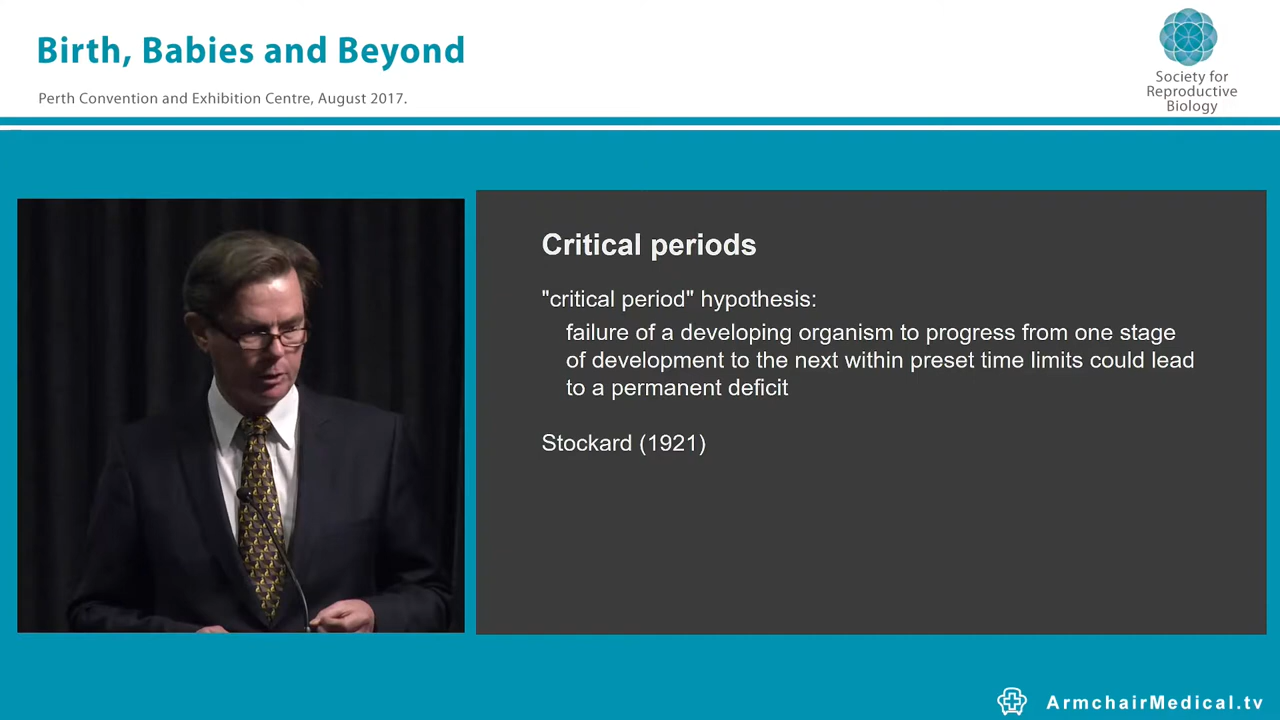 Birth, Babies and Beyond
Perth Convention and Exhibition Centre, August 2017.
Society for
Reproductive
Biology
Critical periods
"critical period" hypothesis:
failure of a developing organism to progress from one stage
of development to the next within preset time limits could lead
to a permanent deficit
Stockard (1921)
ArmchairMedical.tv